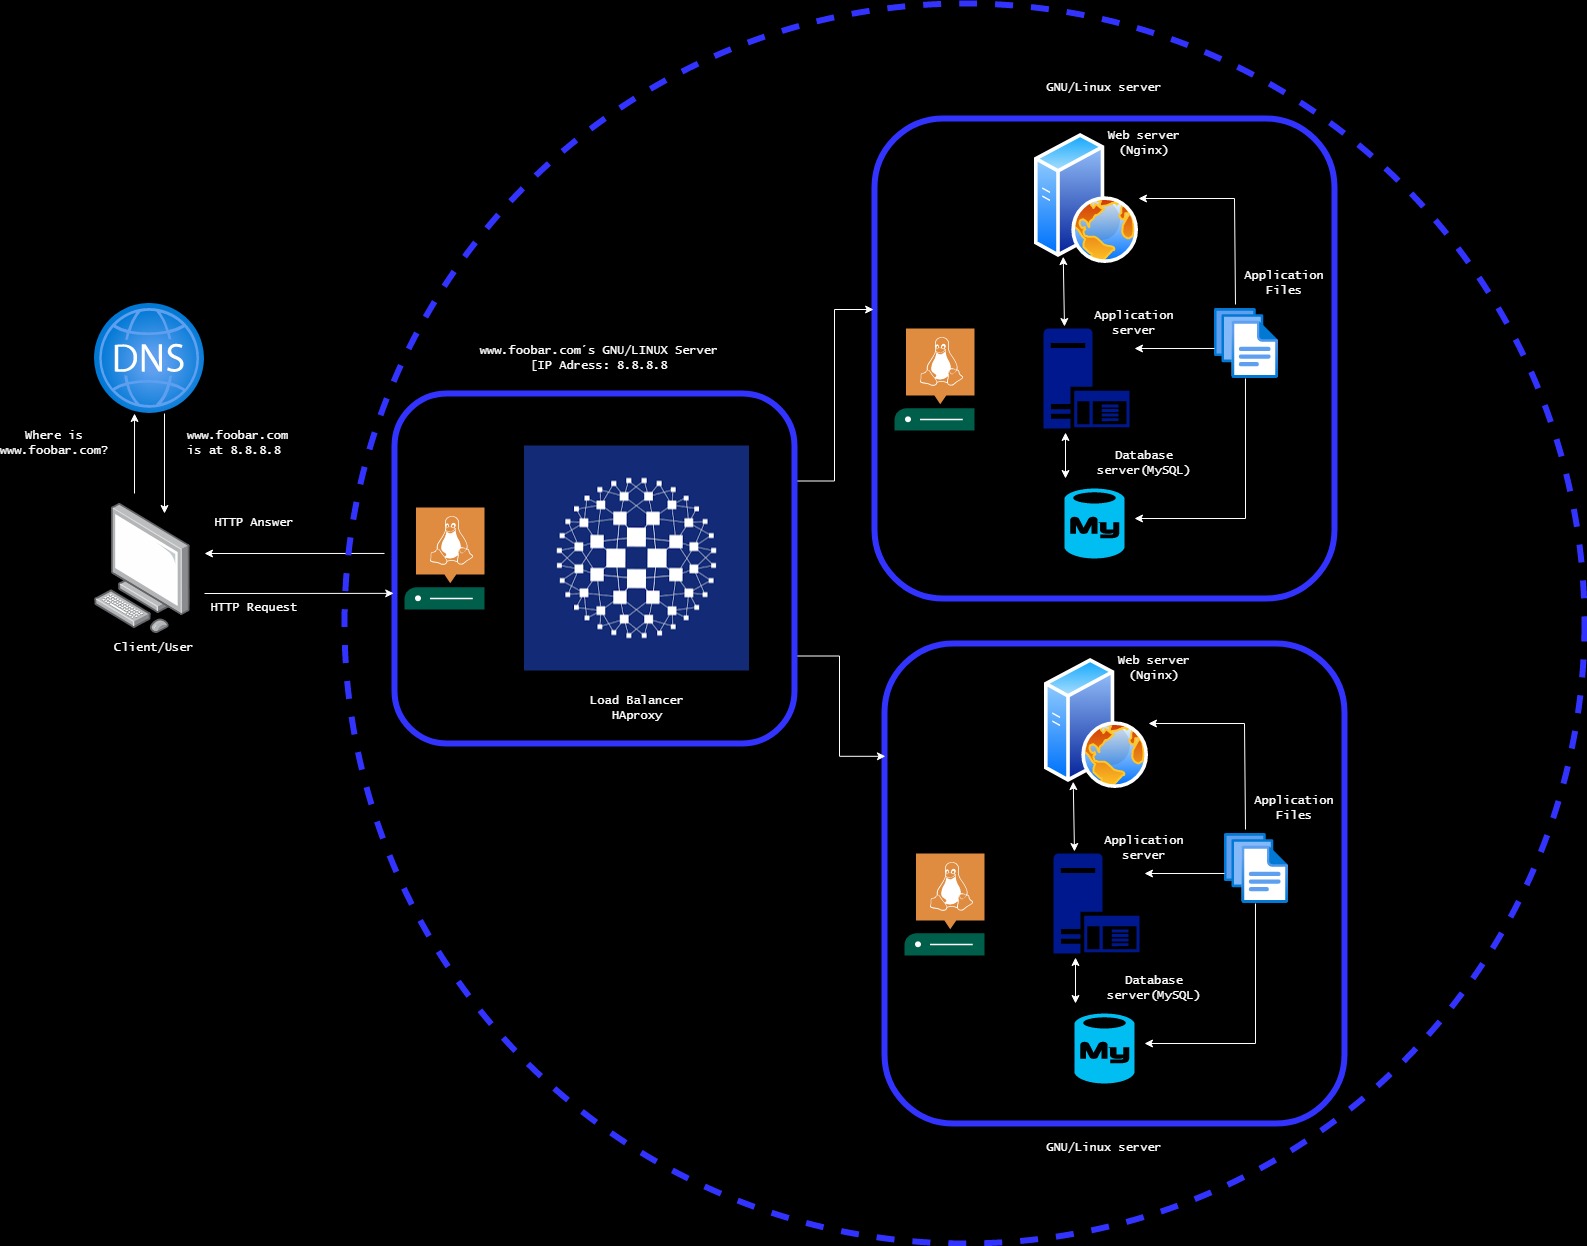 GNU/Linux server
Web server
(Nginx)
Application
Files
Application
server
Database
server(MySQL)
My
www.foobar.com´s GNU/LINUX Server
[IP Adress: 8.8.8.8
DNS
Where is
www.foobar.com?
www.foobar.com
is at 8.8.8.8
HTTP Answer
HTTP Request
Client/User
Load Balancer
HAproxy
Web server
(Nginx)
Application
Files
Application
server
Database
server(MySQL)
My
GNU/Linux server